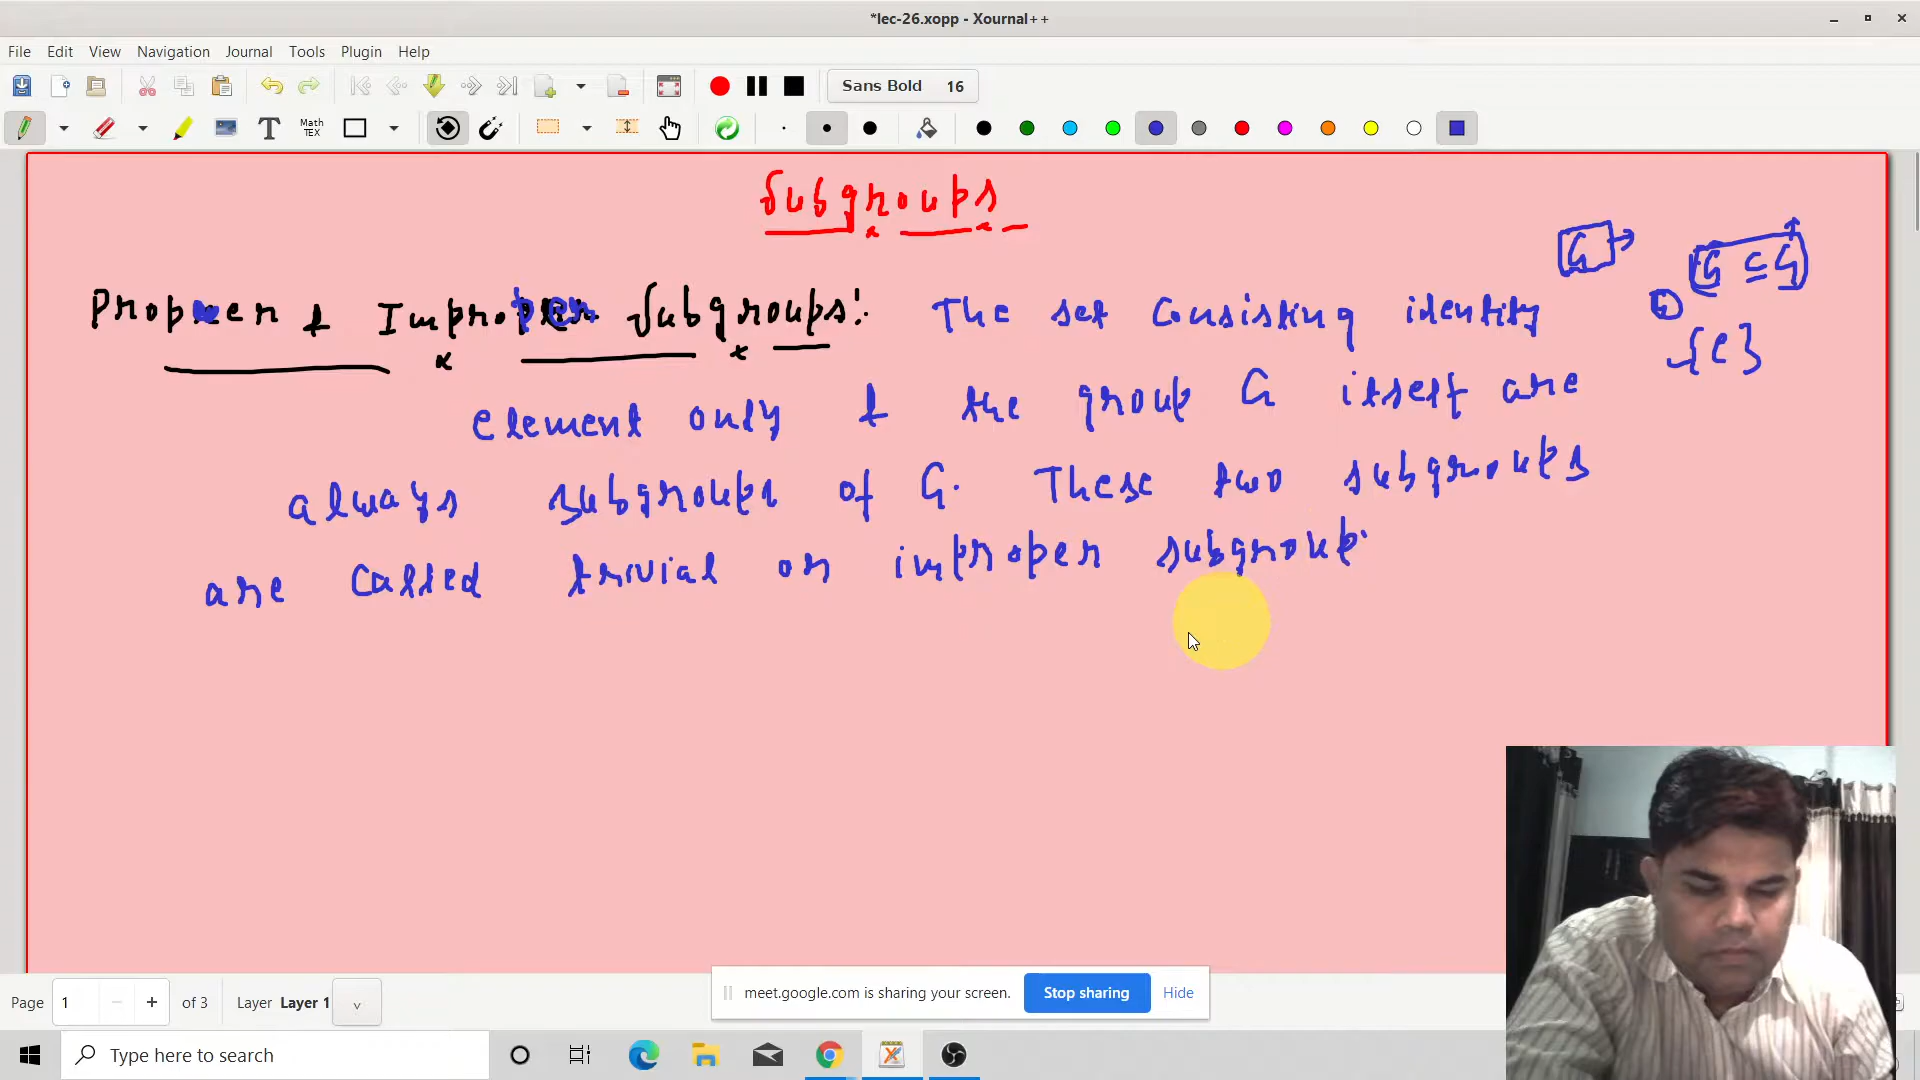 *lec-26.xopp - Xournal++
File Edit View Navigation Journal Tools Plugin Help
Sans Bold 16
Math
TEX
Subgroups
G → G ⊆ G
Proper & Improper Subgroups: The set consisting identity
{e}
element only & the group G itself are
always subgroups of G. These two subgroups
are called trivial or improper subgroup.
Page 1 − + of 3 Layer Layer 1
meet.google.com is sharing your screen. Stop sharing Hide
Type here to search